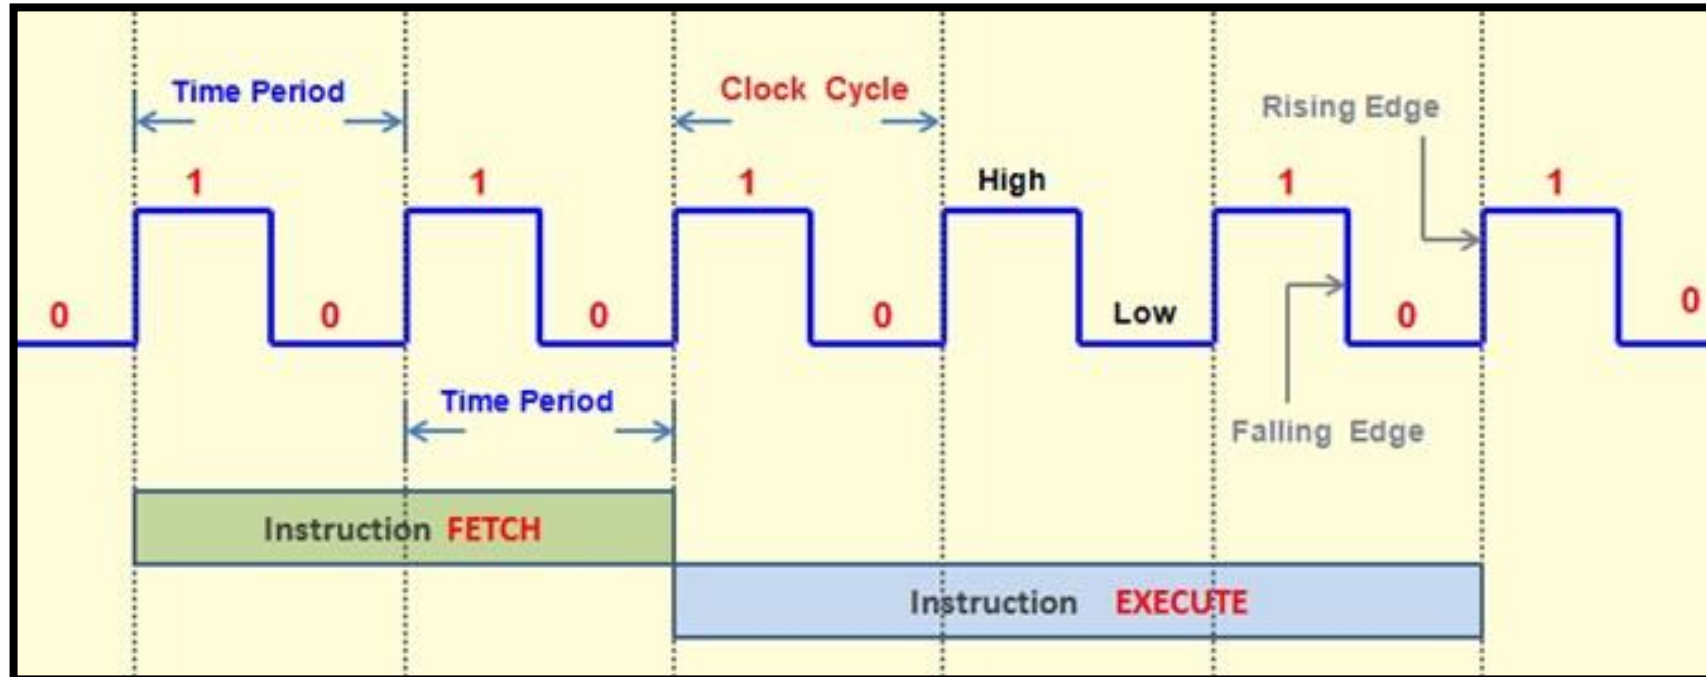 Time Period
Clock Cycle
Rising Edge
1
1
1
High
1
1
0
0
0
0
Low
0
0
Time Period
Falling Edge
Instruction FETCH
Instruction EXECUTE